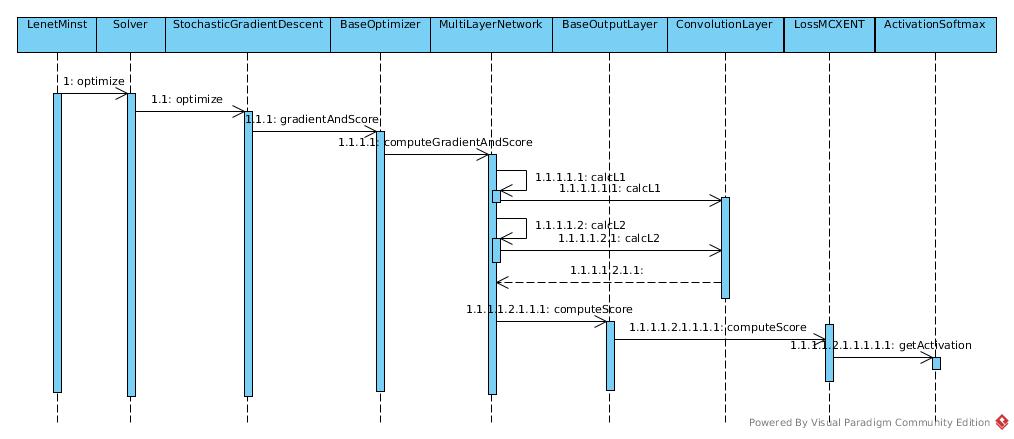 LenetMinst
Solver
StochasticGradientDescent
BaseOptimizer
MultiLayerNetwork
BaseOutputLayer
ConvolutionLayer
LossMCXENT
ActivationSoftmax
1: optimize
1.1: optimize
1.1.1: gradientAndScore
1.1.1.1: computeGradientAndScore
1.1.1.1.1: calcL1
1.1.1.1.1.1: calcL1
1.1.1.1.2: calcL2
1.1.1.1.2.1: calcL2
1.1.1.1.2.1.1:
1.1.1.1.2.1.1.1: computeScore
1.1.1.1.2.1.1.1.1: computeScore
1.1.1.1.2.1.1.1.1.1: getActivation
Powered By Visual Paradigm Community Edition